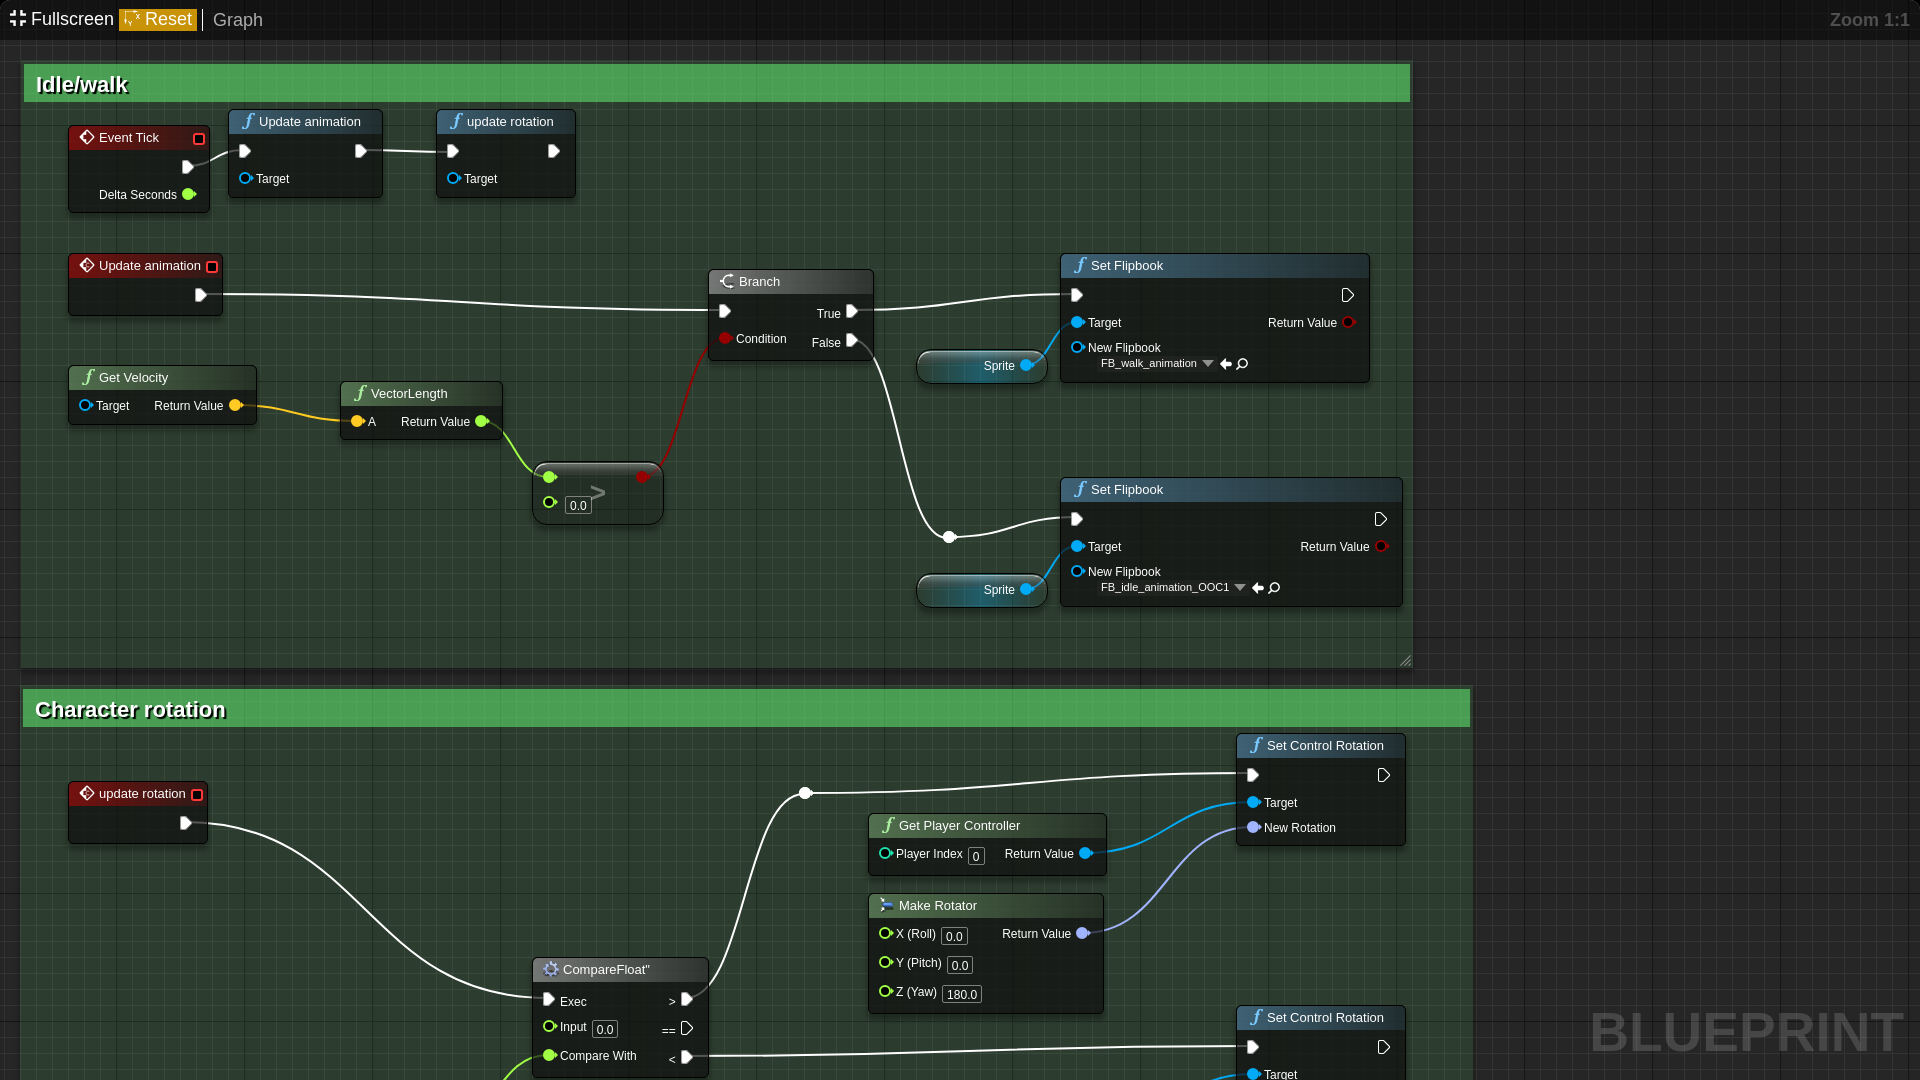 Fullscreen Reset Graph Zoom 1:1
Idle/walk
Event Tick
Delta Seconds
Update animation
Target
update rotation
Target
Update animation
Branch
True
Condition
False
Set Flipbook
Target
Return Value
New Flipbook
FB_walk_animation
Sprite
Get Velocity
Target Return Value
VectorLength
A Return Value
>
0.0
Set Flipbook
Target
Return Value
New Flipbook
FB_idle_animation_OOC1
Sprite
Character rotation
update rotation
Set Control Rotation
Target
New Rotation
Get Player Controller
Player Index 0 Return Value
Make Rotator
X (Roll) 0.0 Return Value
Y (Pitch) 0.0
Z (Yaw) 180.0
CompareFloat"
Exec >
Input 0.0 ==
Compare With <
Set Control Rotation
Target
BLUEPRINT